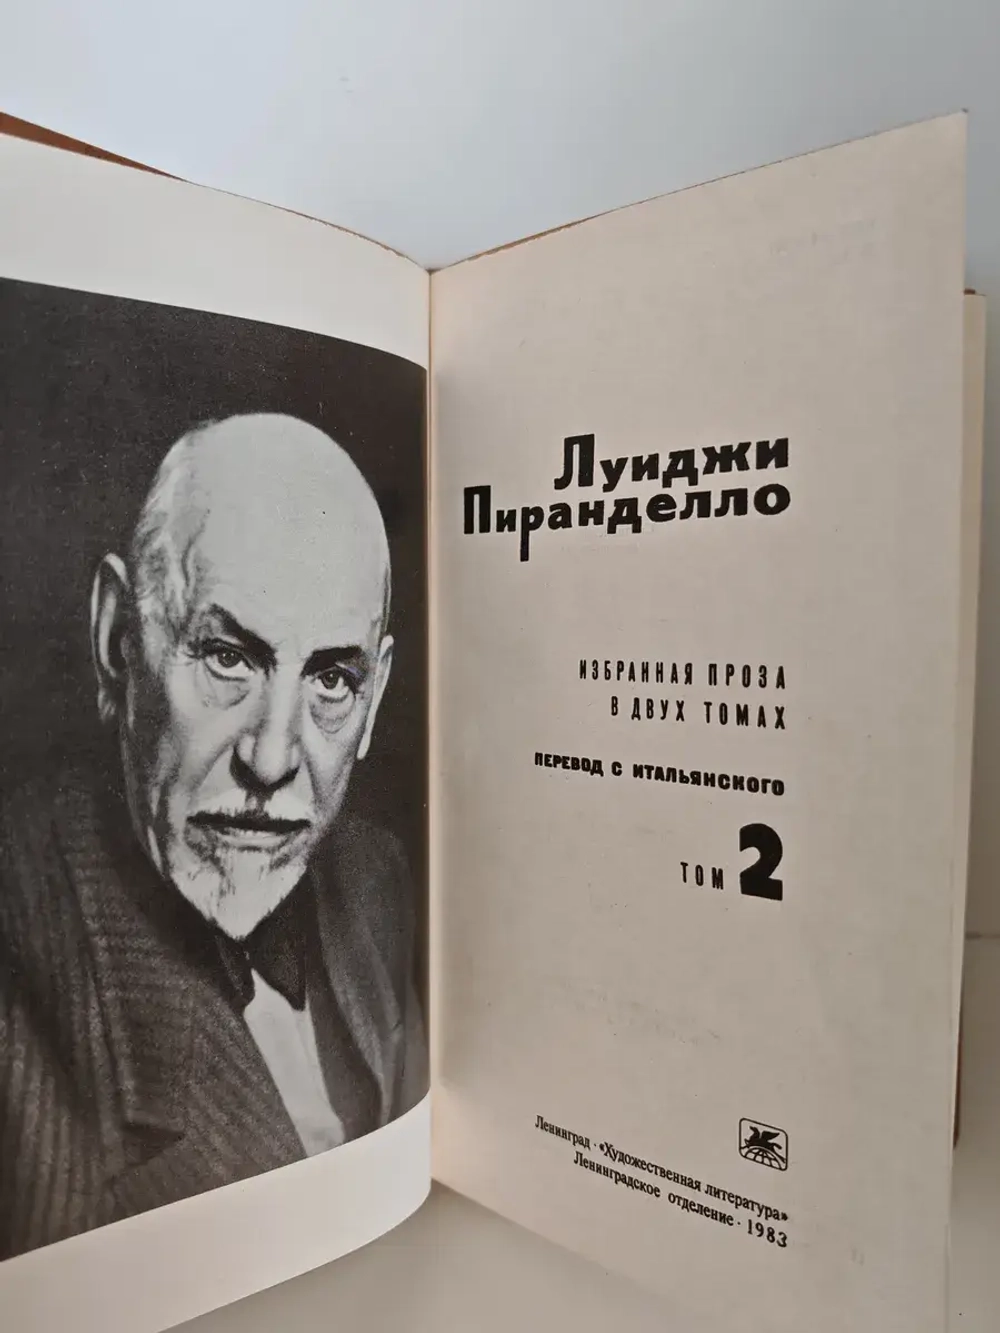 Луиджи
Пиранделло
ИЗБРАННАЯ ПРОЗА
В ДВУХ ТОМАХ
ПЕРЕВОД С ИТАЛЬЯНСКОГО
ТОМ 2
Ленинград · «Художественная литература»
Ленинградское отделение · 1983